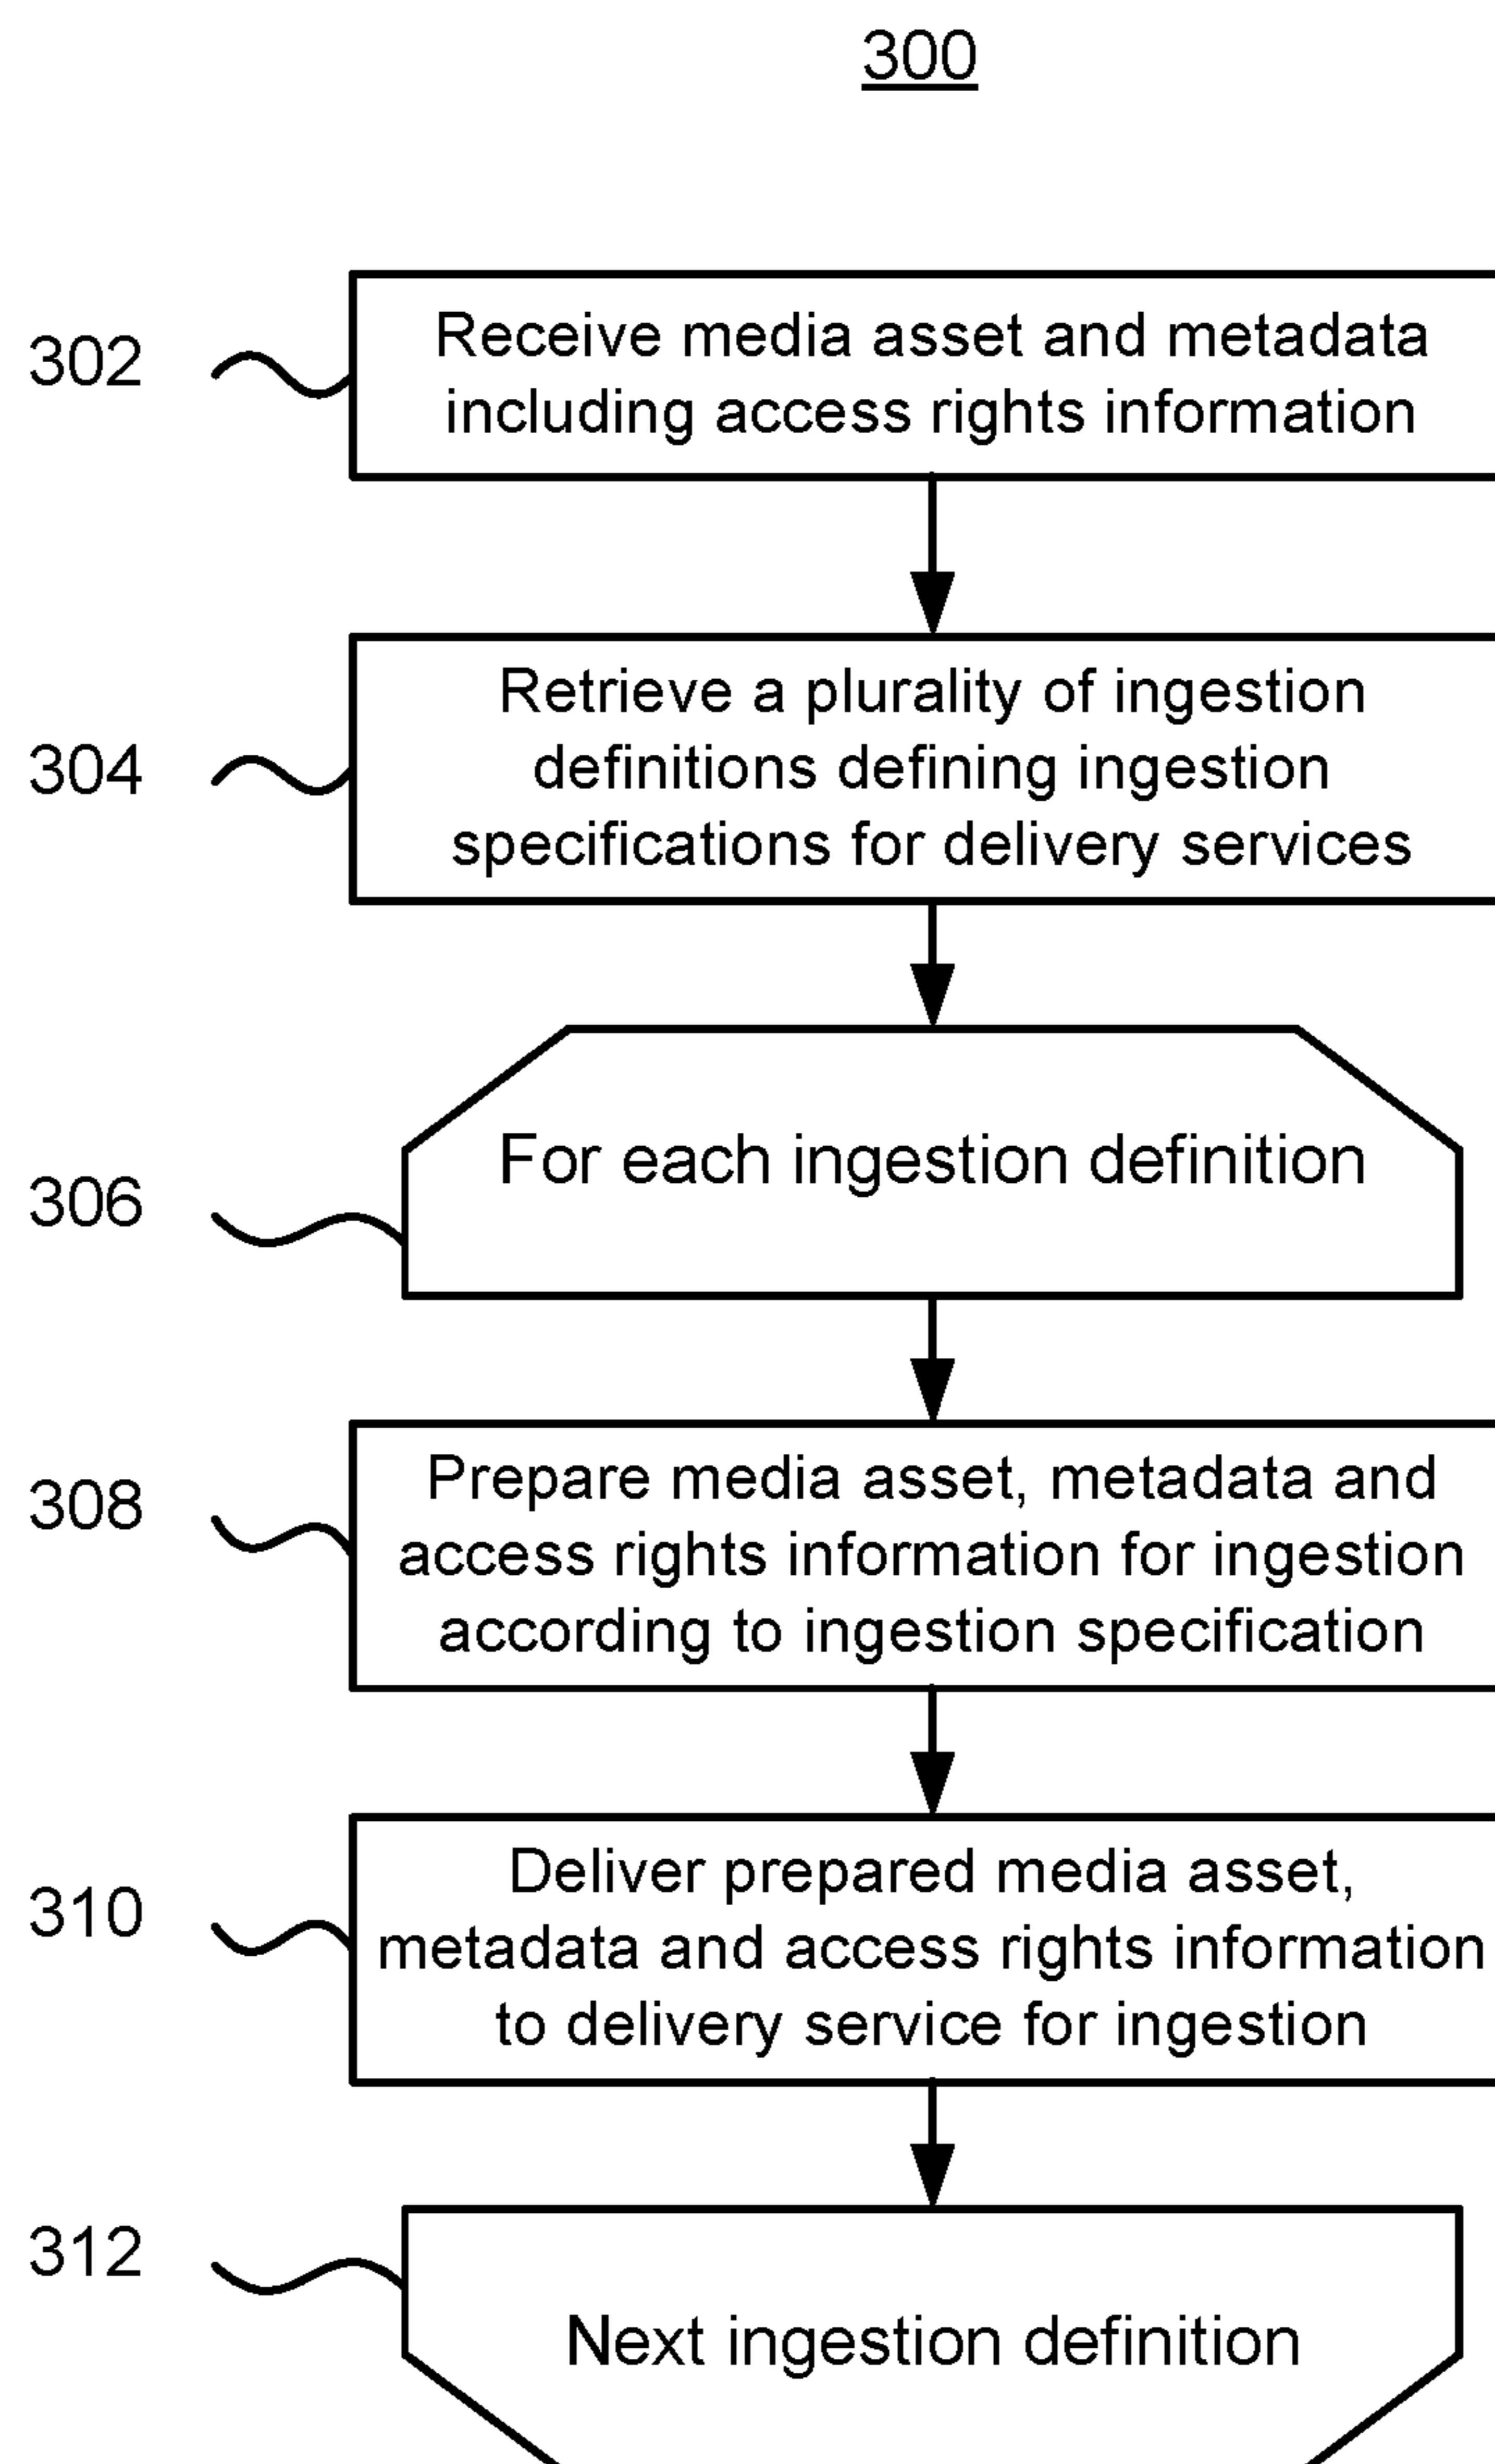 300
302
Receive media asset and metadata
including access rights information
304
Retrieve a plurality of ingestion
definitions defining ingestion
specifications for delivery services
306
For each ingestion definition
308
Prepare media asset, metadata and
access rights information for ingestion
according to ingestion specification
310
Deliver prepared media asset,
metadata and access rights information
to delivery service for ingestion
312
Next ingestion definition